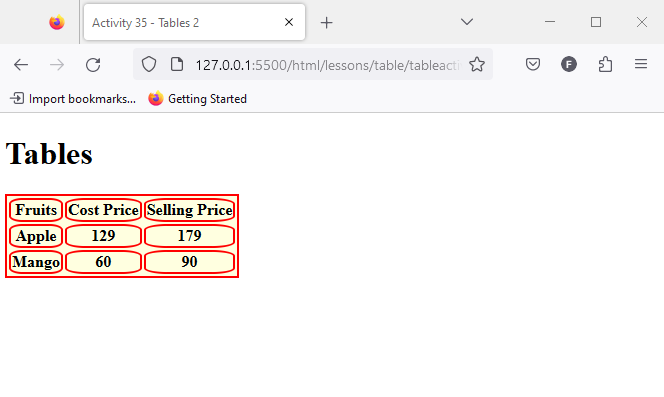 Activity 35 - Tables 2
127.0.0.1:5500/html/lessons/table/tableacti
F
Import bookmarks...
Getting Started
Tables
Fruits Cost Price Selling Price
Apple 129 179
Mango 60 90